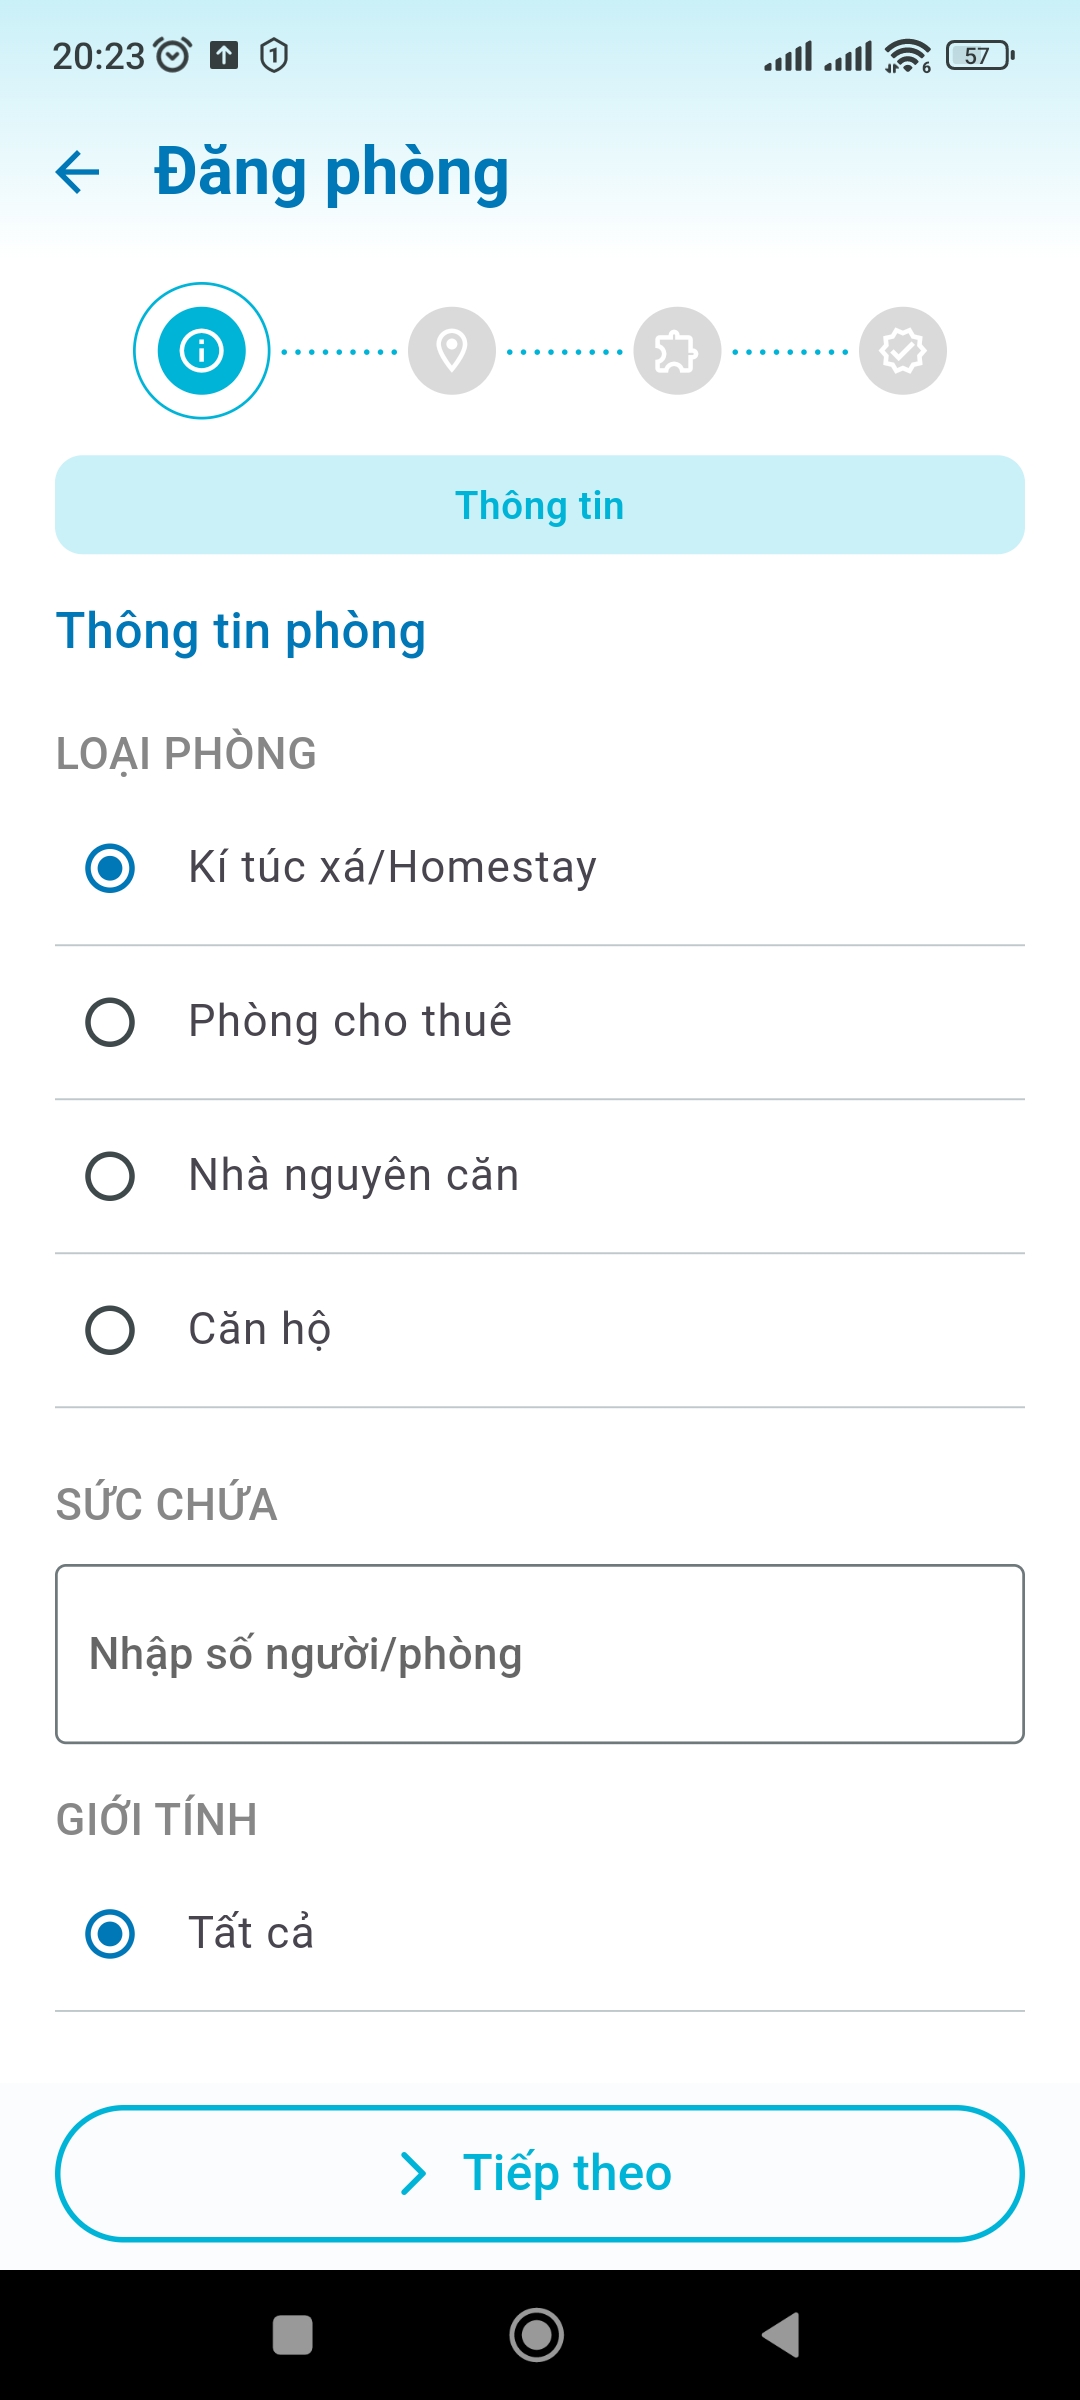 20:23
6
57
Đăng phòng
Thông tin
Thông tin phòng
LOẠI PHÒNG
Kí túc xá/Homestay
Phòng cho thuê
Nhà nguyên căn
Căn hộ
SỨC CHỨA
Nhập số người/phòng
GIỚI TÍNH
Tất cả
Tiếp theo